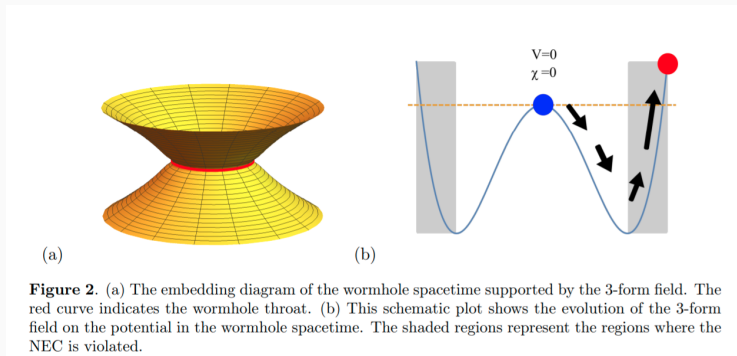 V=0
χ=0
(a)
(b)
Figure 2. (a) The embedding diagram of the wormhole spacetime supported by the 3-form field. The
red curve indicates the wormhole throat. (b) This schematic plot shows the evolution of the 3-form
field on the potential in the wormhole spacetime. The shaded regions represent the regions where the
NEC is violated.